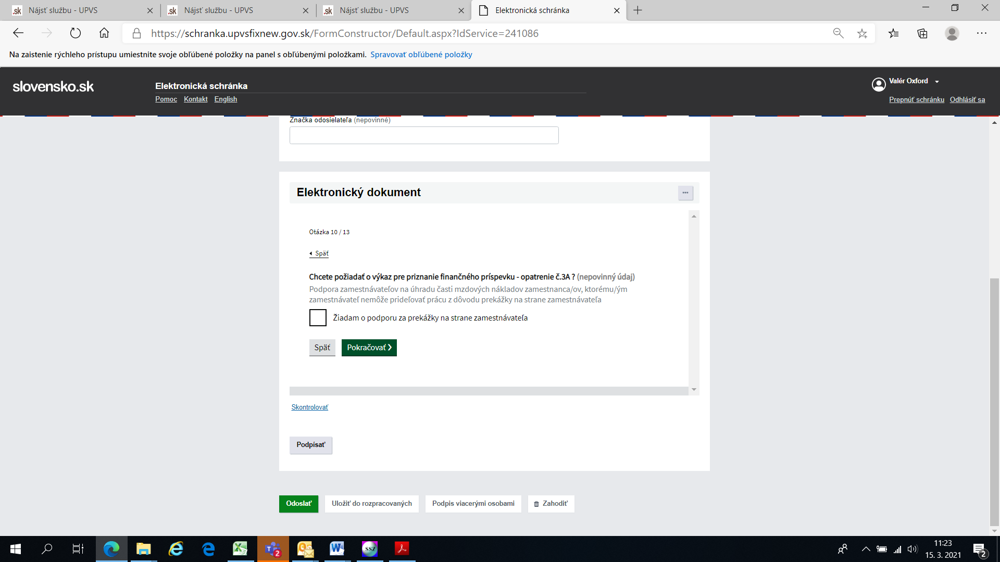 .sk Nájsť službu - UPVS
.sk Nájsť službu - UPVS
.sk Nájsť službu - UPVS
Elektronická schránka
https://schranka.upvsfixnew.gov.sk/FormConstructor/Default.aspx?IdService=241086
Na zaistenie rýchleho prístupu umiestnite svoje obľúbené položky na panel s obľúbenými položkami. Spravovať obľúbené položky
slovensko.sk
Elektronická schránka
Pomoc Kontakt English
Valér Oxford
Prepnúť schránku Odhlásiť sa
Značka odosielateľa (nepovinné)
Elektronický dokument
Otázka 10 / 13
Späť
Chcete požiadať o výkaz pre priznanie finančného príspevku - opatrenie č.3A ? (nepovinný údaj)
Podpora zamestnávateľov na úhradu časti mzdových nákladov zamestnanca/ov, ktorému/ým
zamestnávateľ nemôže prideľovať prácu z dôvodu prekážky na strane zamestnávateľa
Žiadam o podporu za prekážky na strane zamestnávateľa
Späť Pokračovať
Skontrolovať
Podpísať
Odoslať Uložiť do rozpracovaných Podpis viacerými osobami Zahodiť
2
SSZ
11:23
15. 3. 2021
2